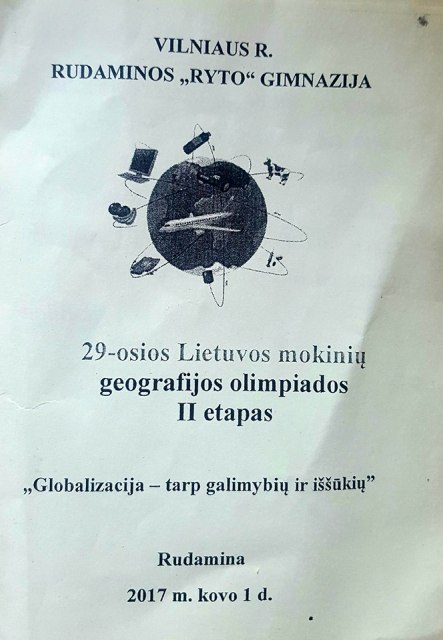 VILNIAUS R.
RUDAMINOS „RYTO“ GIMNAZIJA
29-osios Lietuvos mokinių
geografijos olimpiados
II etapas
„Globalizacija – tarp galimybių ir iššūkių”
Rudamina
2017 m. kovo 1 d.